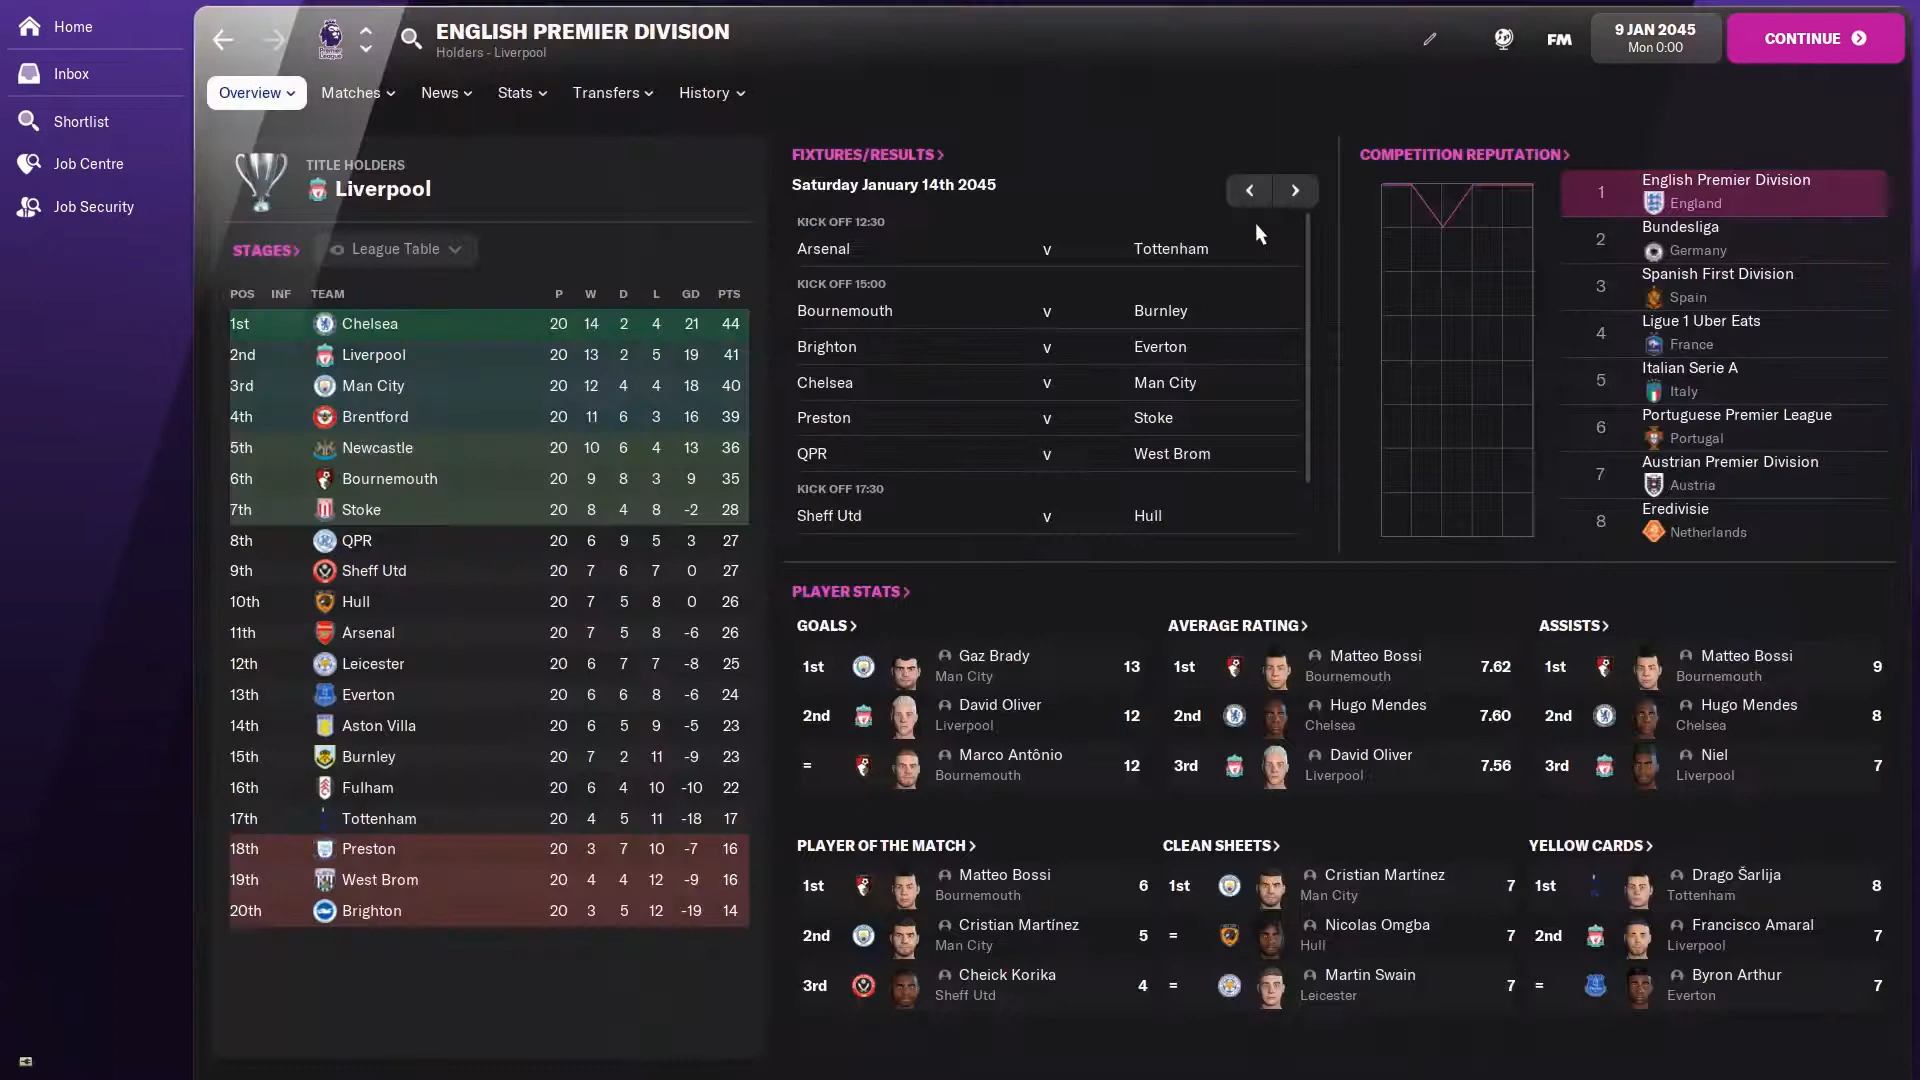 Home
Inbox
Shortlist
Job Centre
Job Security
ENGLISH PREMIER DIVISION
Holders - Liverpool
FM
9 JAN 2045
Mon 0:00
CONTINUE
Overview Matches News Stats Transfers History
TITLE HOLDERS
Liverpool
STAGES League Table
POS INF TEAM P W D L GD PTS
1st Chelsea 20 14 2 4 21 44
2nd Liverpool 20 13 2 5 19 41
3rd Man City 20 12 4 4 18 40
4th Brentford 20 11 6 3 16 39
5th Newcastle 20 10 6 4 13 36
6th Bournemouth 20 9 8 3 9 35
7th Stoke 20 8 4 8 -2 28
8th QPR 20 6 9 5 3 27
9th Sheff Utd 20 7 6 7 0 27
10th Hull 20 7 5 8 0 26
11th Arsenal 20 7 5 8 -6 26
12th Leicester 20 6 7 7 -8 25
13th Everton 20 6 6 8 -6 24
14th Aston Villa 20 6 5 9 -5 23
15th Burnley 20 7 2 11 -9 23
16th Fulham 20 6 4 10 -10 22
17th Tottenham 20 4 5 11 -18 17
18th Preston 20 3 7 10 -7 16
19th West Brom 20 4 4 12 -9 16
20th Brighton 20 3 5 12 -19 14
FIXTURES/RESULTS
Saturday January 14th 2045
KICK OFF 12:30
Arsenal v Tottenham
KICK OFF 15:00
Bournemouth v Burnley
Brighton v Everton
Chelsea v Man City
Preston v Stoke
QPR v West Brom
KICK OFF 17:30
Sheff Utd v Hull
COMPETITION REPUTATION
1 English Premier Division
England
2 Bundesliga
Germany
3 Spanish First Division
Spain
4 Ligue 1 Uber Eats
France
5 Italian Serie A
Italy
6 Portuguese Premier League
Portugal
7 Austrian Premier Division
Austria
8 Eredivisie
Netherlands
PLAYER STATS
GOALS
1st Gaz Brady 13
Man City
2nd David Oliver 12
Liverpool
= Marco Antônio 12
Bournemouth
AVERAGE RATING
1st Matteo Bossi 7.62
Bournemouth
2nd Hugo Mendes 7.60
Chelsea
3rd David Oliver 7.56
Liverpool
ASSISTS
1st Matteo Bossi 9
Bournemouth
2nd Hugo Mendes 8
Chelsea
3rd Niel 7
Liverpool
PLAYER OF THE MATCH
1st Matteo Bossi 6
Bournemouth
2nd Cristian Martínez 5
Man City
3rd Cheick Korika 4
Sheff Utd
CLEAN SHEETS
1st Cristian Martínez 7
Man City
= Nicolas Omgba 7
Hull
= Martin Swain 7
Leicester
YELLOW CARDS
1st Drago Šarlija 8
Tottenham
2nd Francisco Amaral 7
Liverpool
= Byron Arthur 7
Everton